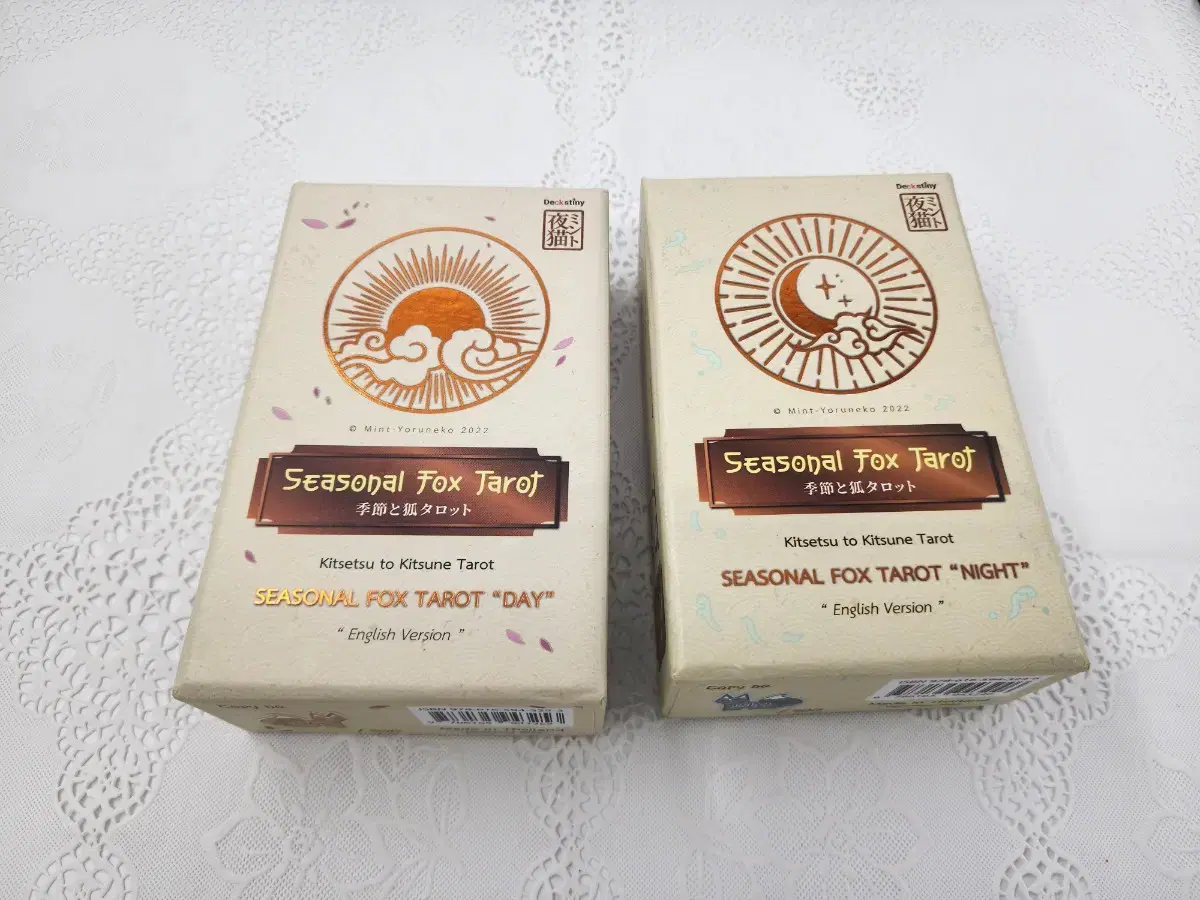 Deckstiny
夜猫
ミント
© Mint-Yoruneko 2022
Seasonal Fox Tarot
季節と狐タロット
Kitsetsu to Kitsune Tarot
SEASONAL FOX TAROT “DAY”
“ English Version ”
Deckstiny
夜猫
ミント
© Mint-Yoruneko 2022
Seasonal Fox Tarot
季節と狐タロット
Kitsetsu to Kitsune Tarot
SEASONAL FOX TAROT “NIGHT”
“ English Version ”